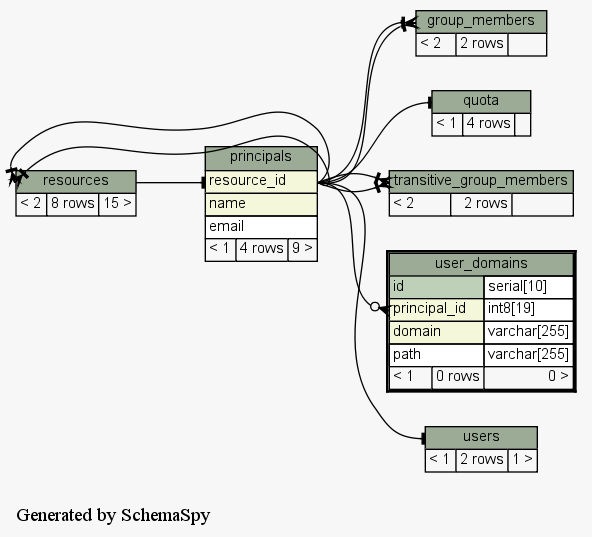 group_members
< 2 2 rows
quota
< 1 4 rows
principals
resource_id
name
email
< 1 4 rows 9 >
resources
< 2 8 rows 15 >
transitive_group_members
< 2 2 rows
user_domains
id serial[10]
principal_id int8[19]
domain varchar[255]
path varchar[255]
< 1 0 rows 0 >
users
< 1 2 rows 1 >
Generated by SchemaSpy